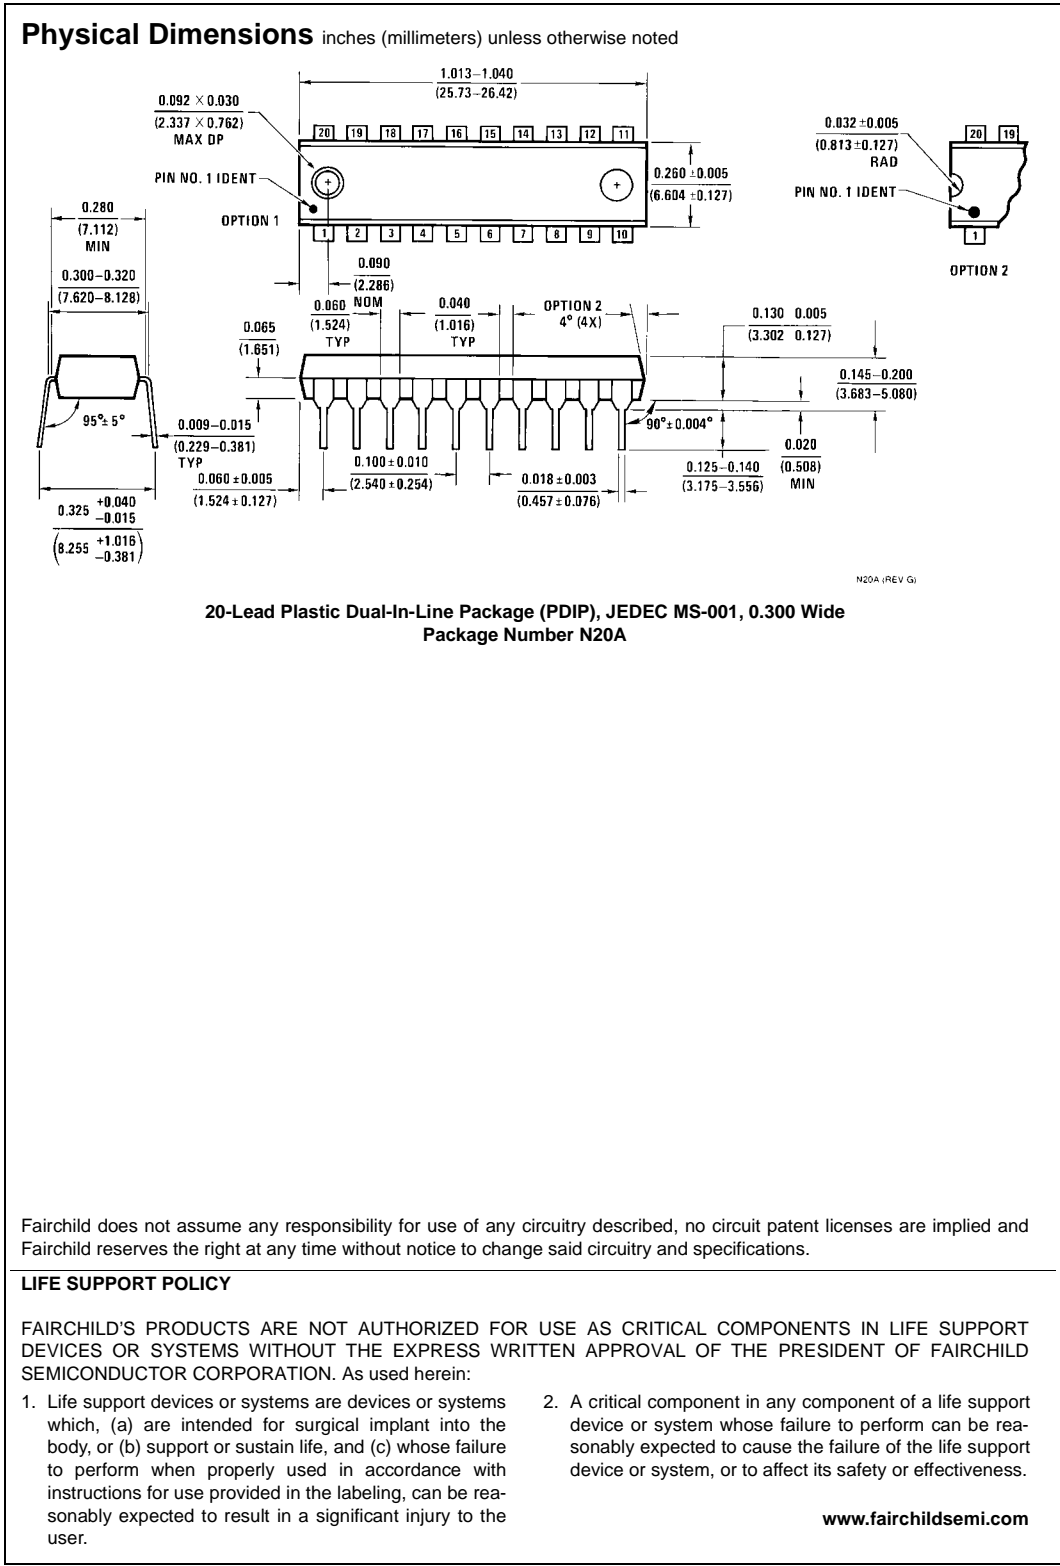 Physical Dimensions inches (millimeters) unless otherwise noted
1.013–1.040
(25.73–26.42)
0.092 × 0.030
(2.337 × 0.762)
MAX DP
20 19 18 17 16 15 14 13 12 11
0.032 ±0.005
(0.813 ±0.127)
RAD
20 19
PIN NO. 1 IDENT
0.260 ±0.005
(6.604 ±0.127)
PIN NO. 1 IDENT
0.280
(7.112)
MIN
OPTION 1
1 2 3 4 5 6 7 8 9 10
1
OPTION 2
0.090
(2.286)
NOM
0.300–0.320
(7.620–8.128)
0.060
(1.524)
TYP
0.040
(1.016)
TYP
OPTION 2
4° (4X)
0.130 0.005
(3.302 0.127)
0.065
(1.651)
0.145–0.200
(3.683–5.080)
95° ± 5°
90° ± 0.004°
0.009–0.015
(0.229–0.381)
TYP
0.020
(0.508)
MIN
0.100 ± 0.010
(2.540 ± 0.254)
0.125–0.140
(3.175–3.556)
0.060 ± 0.005
(1.524 ± 0.127)
0.018 ± 0.003
(0.457 ± 0.076)
0.325 +0.040
–0.015
(8.255 +1.016
–0.381)
N20A (REV G)
20-Lead Plastic Dual-In-Line Package (PDIP), JEDEC MS-001, 0.300 Wide
Package Number N20A
Fairchild does not assume any responsibility for use of any circuitry described, no circuit patent licenses are implied and
Fairchild reserves the right at any time without notice to change said circuitry and specifications.
LIFE SUPPORT POLICY
FAIRCHILD'S PRODUCTS ARE NOT AUTHORIZED FOR USE AS CRITICAL COMPONENTS IN LIFE SUPPORT
DEVICES OR SYSTEMS WITHOUT THE EXPRESS WRITTEN APPROVAL OF THE PRESIDENT OF FAIRCHILD
SEMICONDUCTOR CORPORATION. As used herein:
1. Life support devices or systems are devices or systems
which, (a) are intended for surgical implant into the
body, or (b) support or sustain life, and (c) whose failure
to perform when properly used in accordance with
instructions for use provided in the labeling, can be rea-
sonably expected to result in a significant injury to the
user.
2. A critical component in any component of a life support
device or system whose failure to perform can be rea-
sonably expected to cause the failure of the life support
device or system, or to affect its safety or effectiveness.
www.fairchildsemi.com